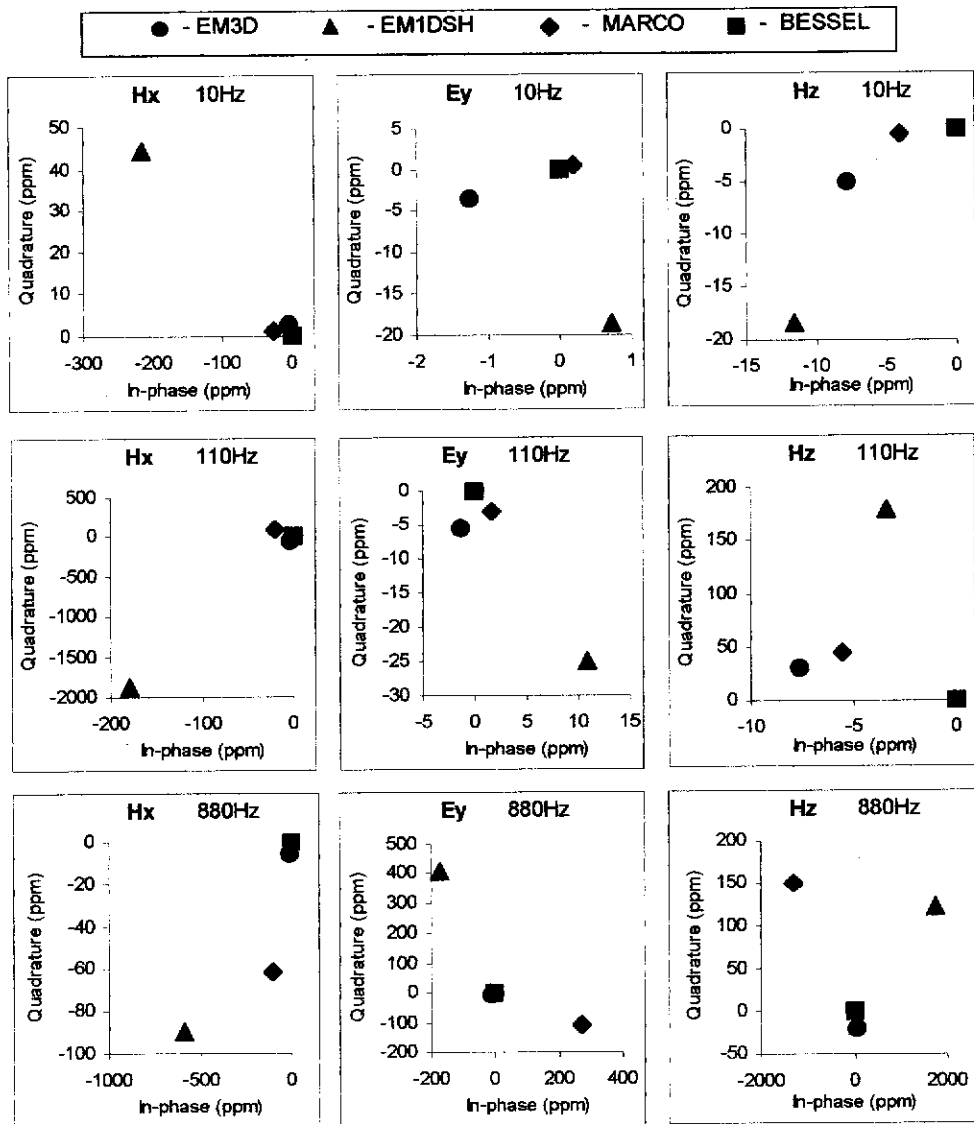 - EM3D - EM1DSH - MARCO - BESSEL
Hx 10Hz
50
40
30
20
10
0
-300 -200 -100 0
Quadrature (ppm)
In-phase (ppm)
Ey 10Hz
5
0
-5
-10
-15
-20
-2 -1 0 1
Quadrature (ppm)
In-phase (ppm)
Hz 10Hz
0
-5
-10
-15
-20
-15 -10 -5 0
Quadrature (ppm)
In-phase (ppm)
Hx 110Hz
500
0
-500
-1000
-1500
-2000
-200 -100 0
Quadrature (ppm)
In-phase (ppm)
Ey 110Hz
0
-5
-10
-15
-20
-25
-30
-5 0 5 10 15
Quadrature (ppm)
In-phase (ppm)
Hz 110Hz
200
150
100
50
0
-10 -5 0
Quadrature (ppm)
In-phase (ppm)
Hx 880Hz
0
-20
-40
-60
-80
-100
-1000 -500 0
Quadrature (ppm)
In-phase (ppm)
Ey 880Hz
500
400
300
200
100
0
-100
-200
-200 0 200 400
Quadrature (ppm)
In-phase (ppm)
Hz 880Hz
200
150
100
50
0
-50
-2000 0 2000
Quadrature (ppm)
In-phase (ppm)